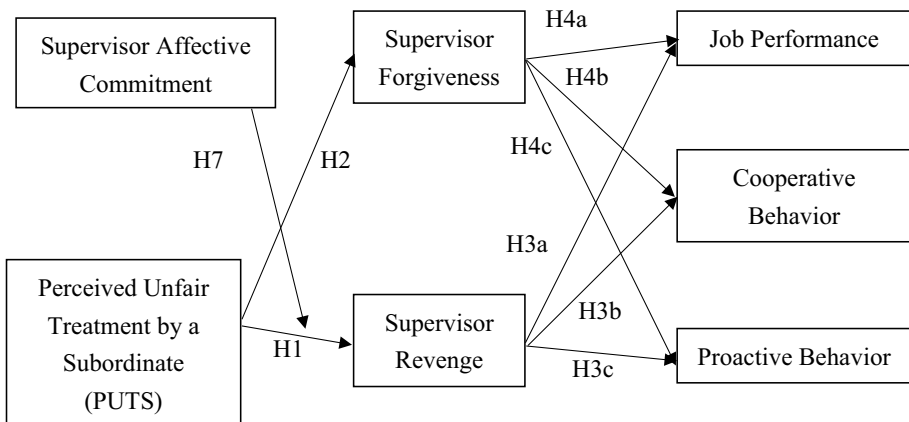 Supervisor Affective
Commitment
Supervisor
Forgiveness
Job Performance
Cooperative
Behavior
Proactive Behavior
Perceived Unfair
Treatment by a
Subordinate
(PUTS)
Supervisor
Revenge
H7
H2
H1
H4a
H4b
H4c
H3a
H3b
H3c